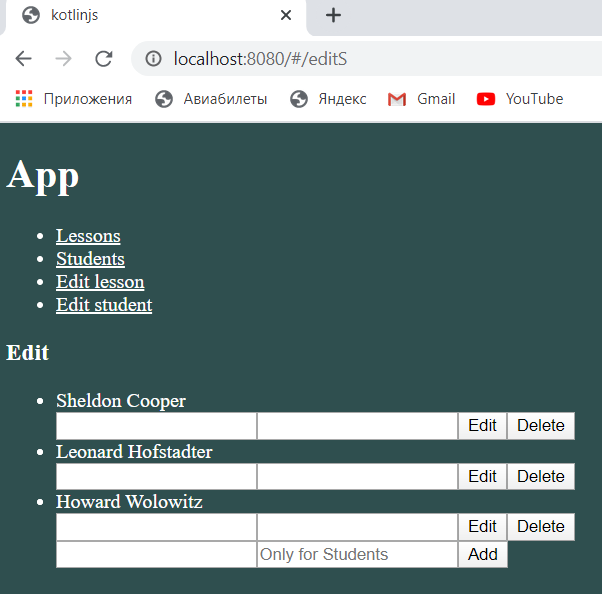 kotlinjs
localhost:8080/#/editS
Приложения Авиабилеты Яндекс Gmail YouTube
App
Lessons
Students
Edit lesson
Edit student
Edit
Sheldon Cooper
Edit Delete
Leonard Hofstadter
Edit Delete
Howard Wolowitz
Edit Delete
Only for Students Add